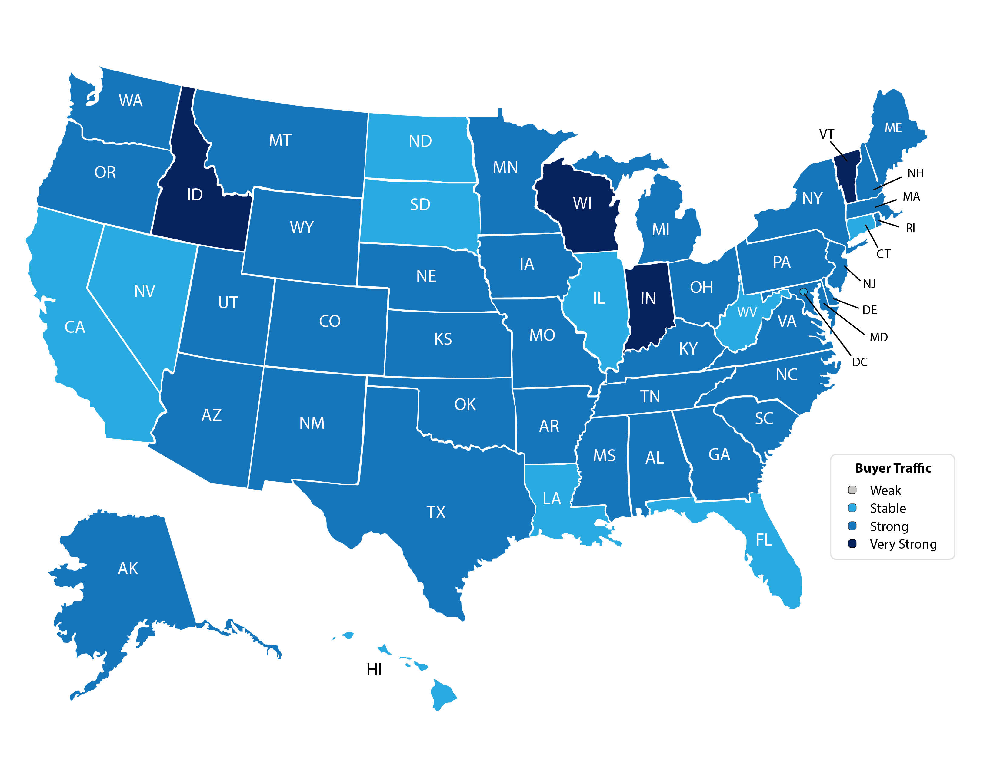 WA
MT
ND
MN
ME
VT
OR
ID
SD
WI
NH
MA
NY
WY
MI
RI
CT
IA
PA
NE
NJ
NV
OH
IL
IN
UT
WV
DE
CO
VA
CA
KS
MO
MD
KY
DC
NC
TN
OK
AZ
NM
AR
SC
MS
AL
GA
LA
TX
FL
Buyer Traffic
Weak
Stable
Strong
Very Strong
AK
HI